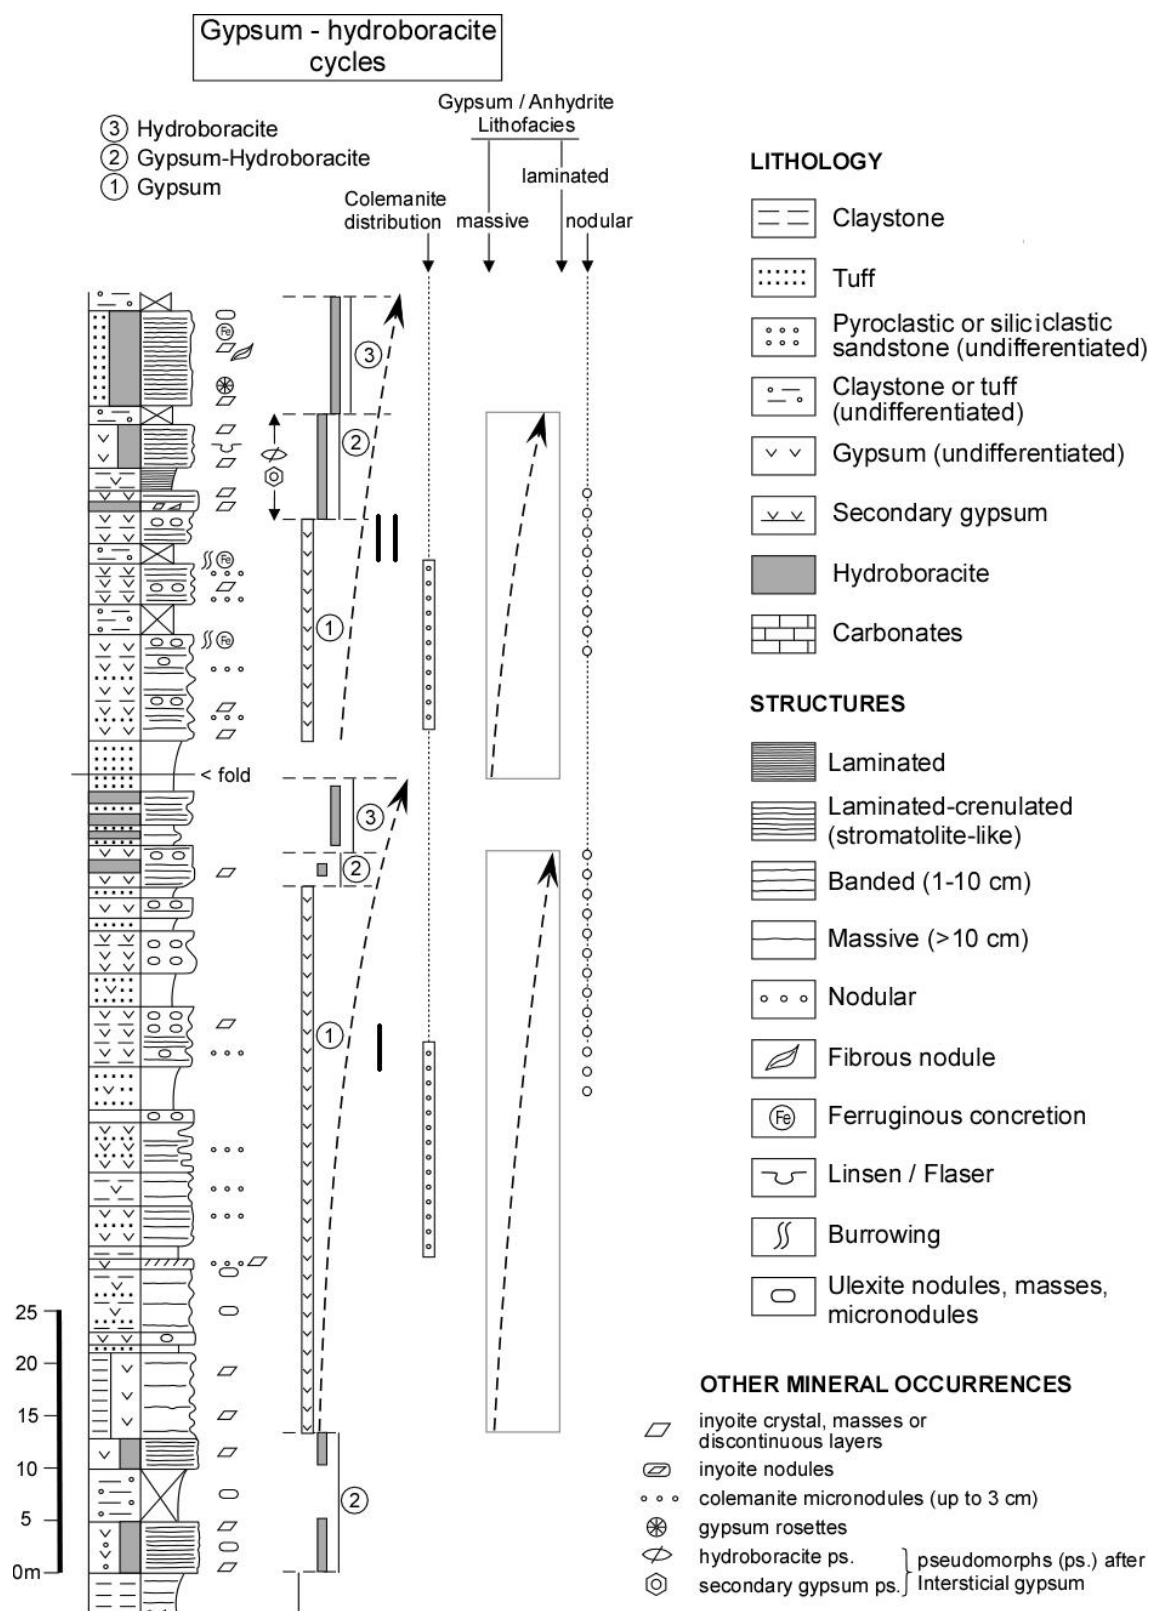 Gypsum - hydroboracite
cycles
③ Hydroboracite
② Gypsum-Hydroboracite
① Gypsum
Gypsum / Anhydrite
Lithofacies
laminated
Colemanite
distribution
massive
nodular
Fe
③
②
Fe
①
Fe
< fold
③
②
①
25
20
15
10
②
5
0m
LITHOLOGY
Claystone
Tuff
Pyroclastic or siliciclastic
sandstone (undifferentiated)
Claystone or tuff
(undifferentiated)
Gypsum (undifferentiated)
Secondary gypsum
Hydroboracite
Carbonates
STRUCTURES
Laminated
Laminated-crenulated
(stromatolite-like)
Banded (1-10 cm)
Massive (>10 cm)
Nodular
Fibrous nodule
Fe Ferruginous concretion
Linsen / Flaser
Burrowing
Ulexite nodules, masses,
micronodules
OTHER MINERAL OCCURRENCES
inyoite crystal, masses or
discontinuous layers
inyoite nodules
colemanite micronodules (up to 3 cm)
gypsum rosettes
hydroboracite ps.
secondary gypsum ps.
pseudomorphs (ps.) after
Intersticial gypsum